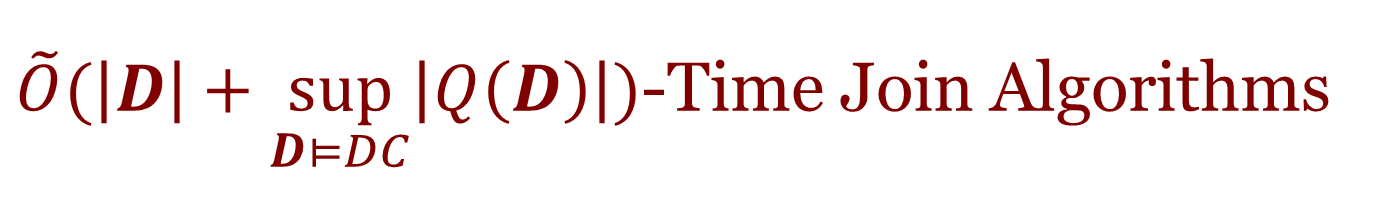 Õ(|D| + sup |Q(D)|)-Time Join Algorithms
D⊨DC